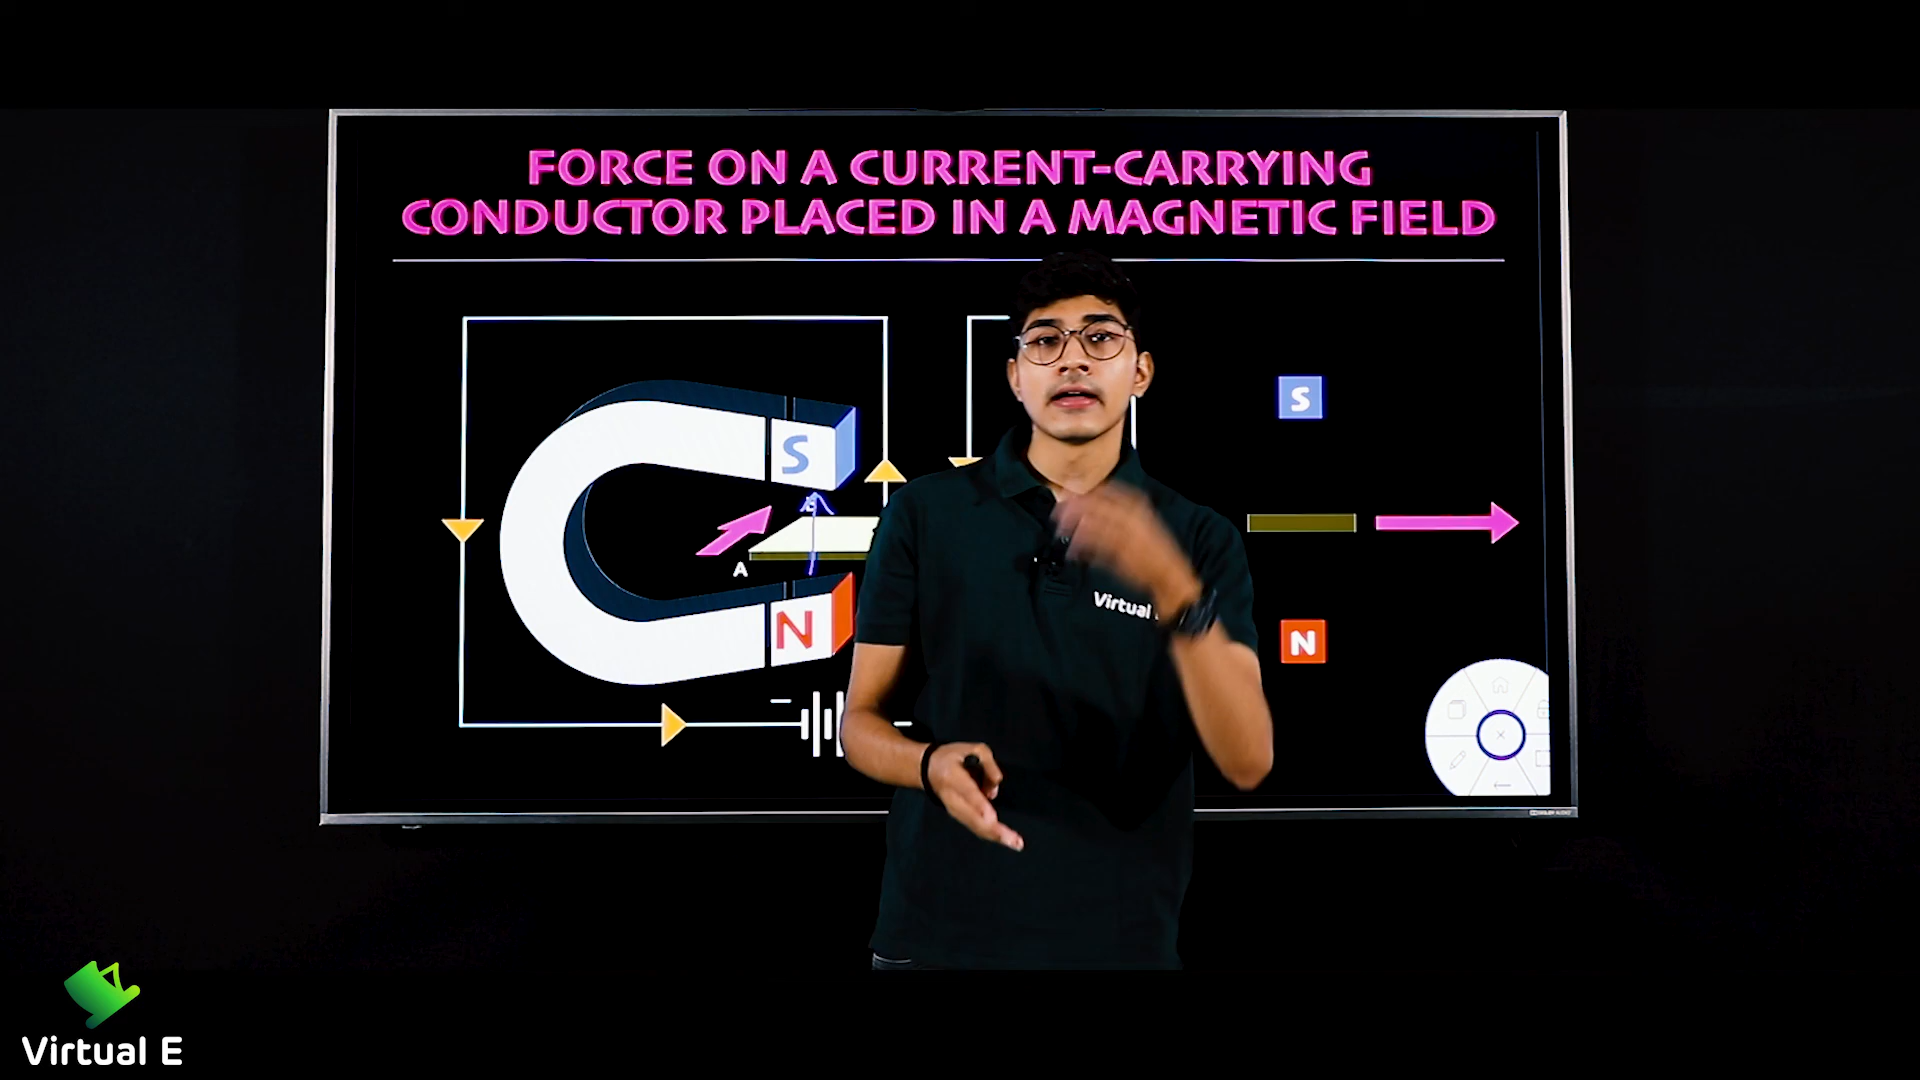 FORCE ON A CURRENT-CARRYING
CONDUCTOR PLACED IN A MAGNETIC FIELD
S
S
A
N
N
Virtual
Virtual E